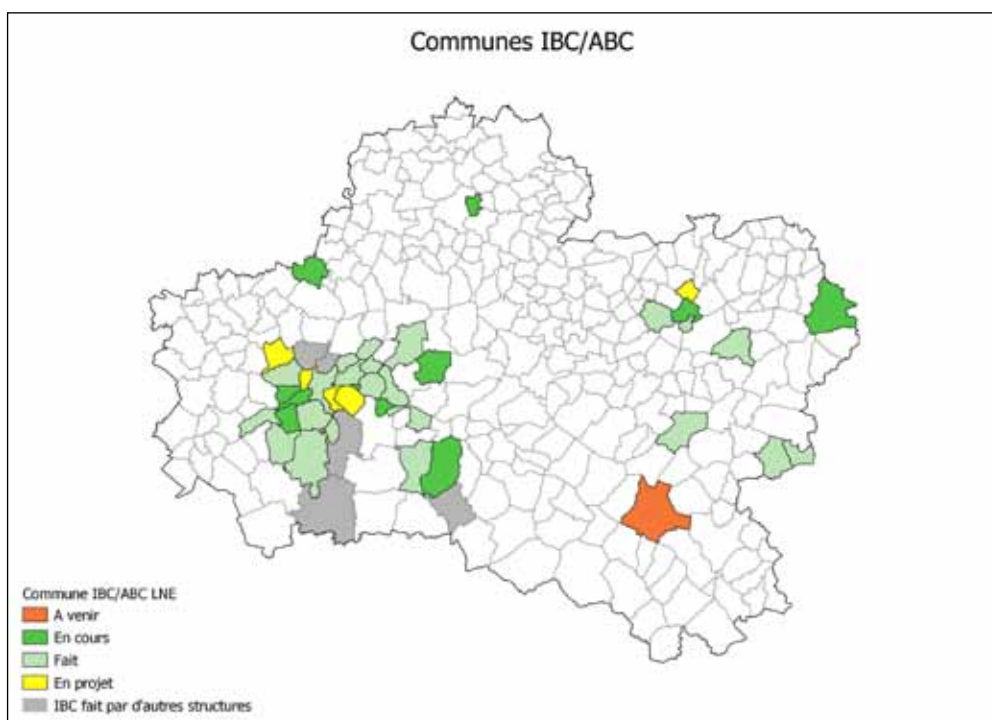 Communes IBC/ABC
Commune IBC/ABC LNE
A venir
En cours
Fait
En projet
IBC fait par d'autres structures